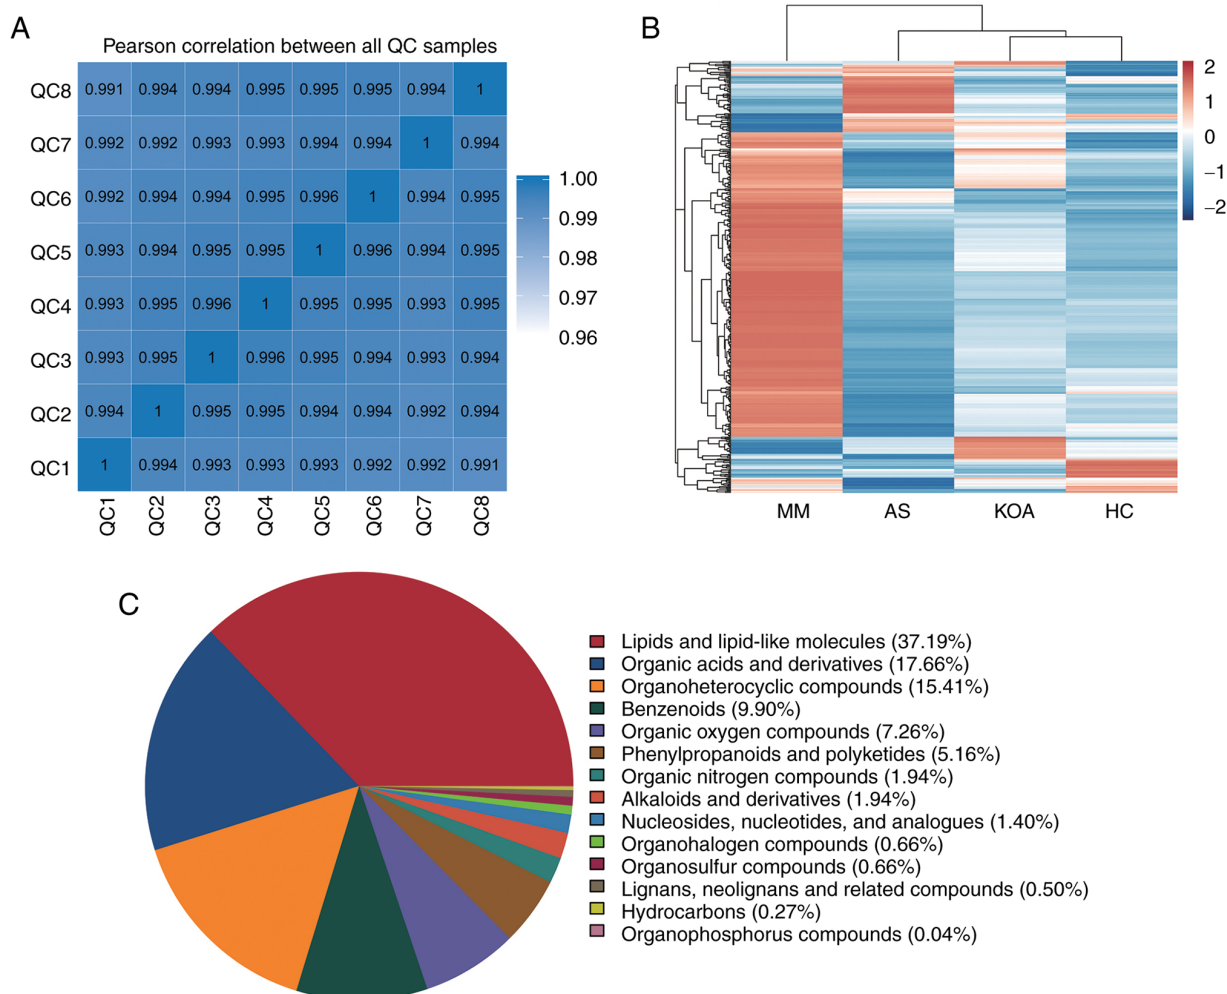 A
Pearson correlation between all QC samples
QC8 0.991 0.994 0.994 0.995 0.995 0.995 0.994 1
QC7 0.992 0.992 0.993 0.993 0.994 0.994 1 0.994
QC6 0.992 0.994 0.994 0.995 0.996 1 0.994 0.995
QC5 0.993 0.994 0.995 0.995 1 0.996 0.994 0.995
QC4 0.993 0.995 0.996 1 0.995 0.995 0.993 0.995
QC3 0.993 0.995 1 0.996 0.995 0.994 0.993 0.994
QC2 0.994 1 0.995 0.995 0.994 0.994 0.992 0.994
QC1 1 0.994 0.993 0.993 0.993 0.992 0.992 0.991
QC1 QC2 QC3 QC4 QC5 QC6 QC7 QC8
1.00
0.99
0.98
0.97
0.96
B
2
1
0
−1
−2
MM AS KOA HC
C
Lipids and lipid-like molecules (37.19%)
Organic acids and derivatives (17.66%)
Organoheterocyclic compounds (15.41%)
Benzenoids (9.90%)
Organic oxygen compounds (7.26%)
Phenylpropanoids and polyketides (5.16%)
Organic nitrogen compounds (1.94%)
Alkaloids and derivatives (1.94%)
Nucleosides, nucleotides, and analogues (1.40%)
Organohalogen compounds (0.66%)
Organosulfur compounds (0.66%)
Lignans, neolignans and related compounds (0.50%)
Hydrocarbons (0.27%)
Organophosphorus compounds (0.04%)